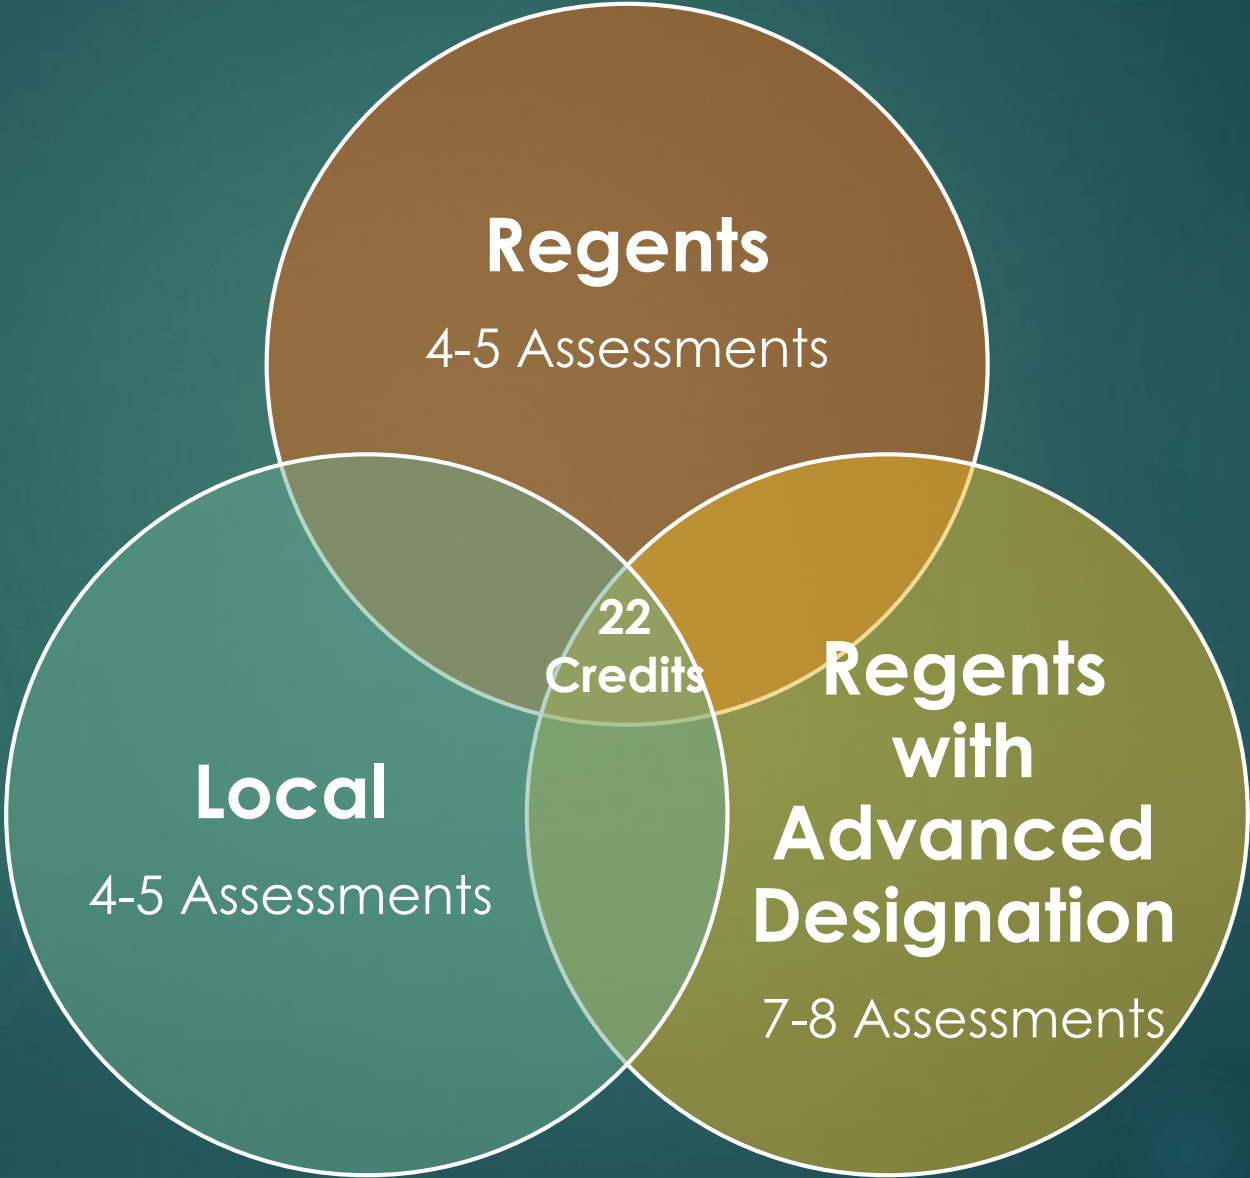 Regents
4-5 Assessments
22
Credits
Local
4-5 Assessments
Regents
with
Advanced
Designation
7-8 Assessments